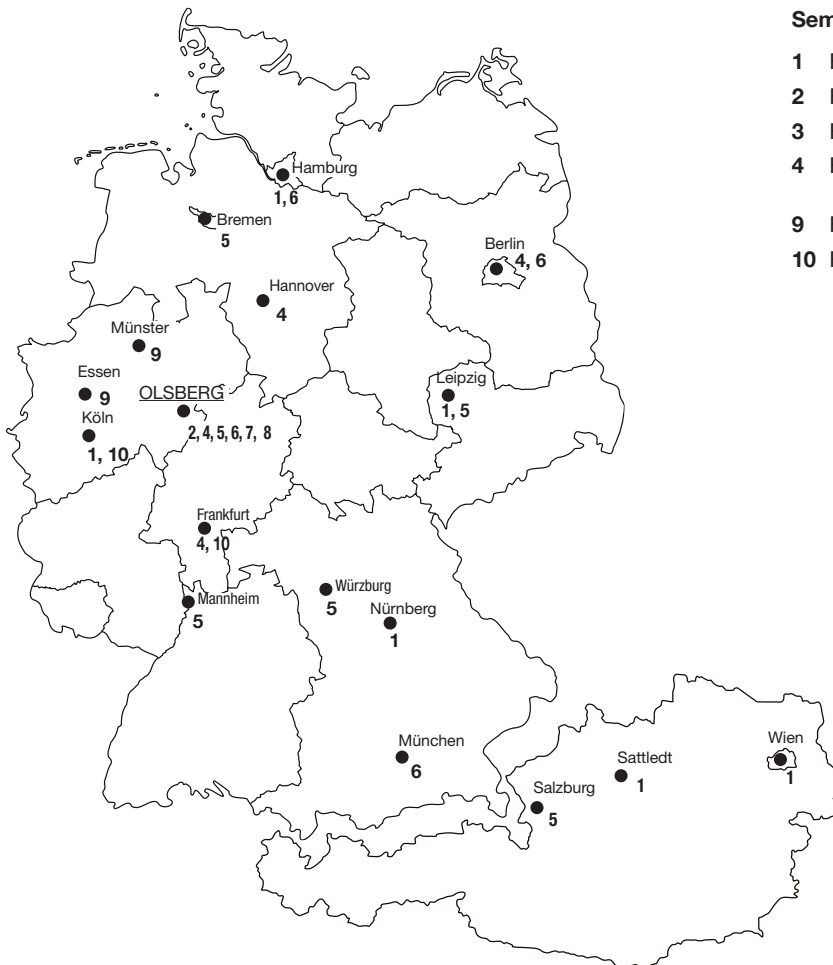 Hamburg
1, 6
Bremen
5
Berlin
4, 6
Hannover
4
Münster
9
Essen
9
OLSBERG
2, 4, 5, 6, 7, 8
Köln
1, 10
Leipzig
1, 5
Frankfurt
4, 10
Mannheim
5
Würzburg
5
Nürnberg
1
München
6
Salzburg
5
Sattledt
1
Wien
1
1
2
3
4
9
10